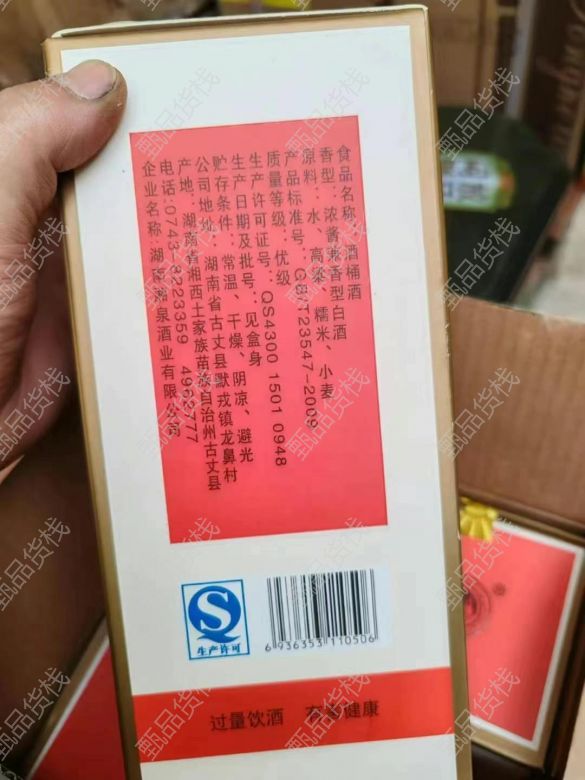 食品名称：酒桶酒
香型：浓酱兼香型白酒
原料：水、高粱、糯米、小麦
产品标准号：GB/T23547-2009
质量等级：优级
生产许可证号：QS4300 1501 0948
生产日期及批号：见盒身
贮存条件：常温、干燥、阴凉、避光
公司地址：湖南省古丈县默戎镇龙鼻村
产地：湖南省湘西土家族苗族自治州古丈县
电话:0743-8223359 49627777
企业名称：湖南湘泉酒业有限公司
生产许可
6 936353 110506
过量饮酒 有害健康
甄品货栈